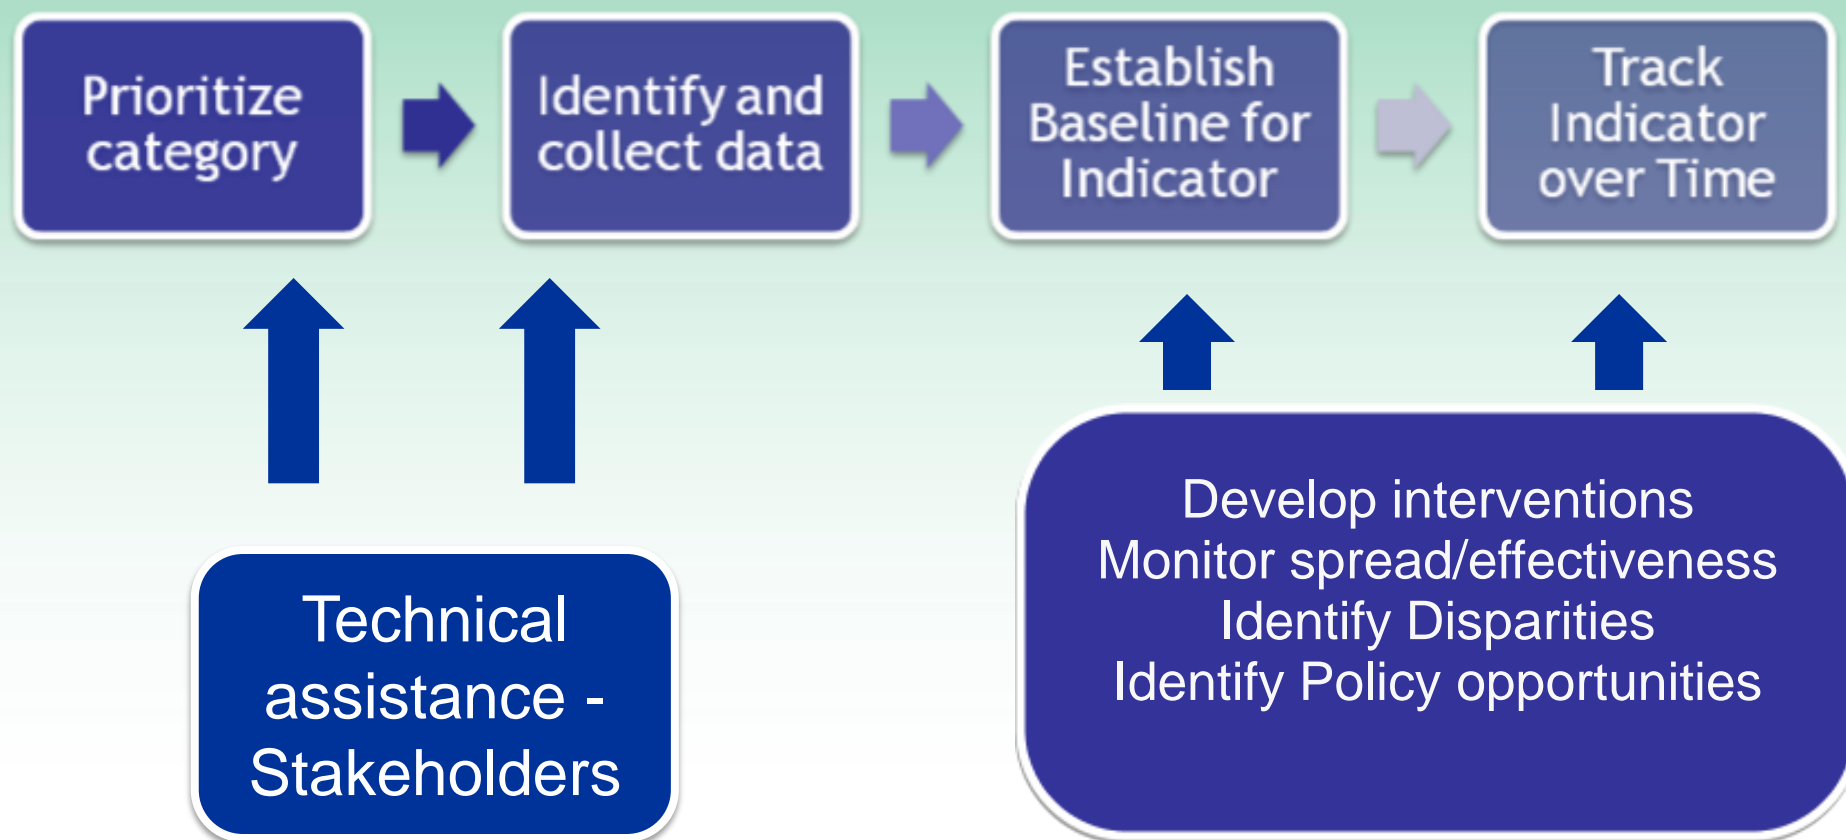 Prioritize
category
Identify and
collect data
Establish
Baseline for
Indicator
Track
Indicator
over Time
Technical
assistance -
Stakeholders
Develop interventions
Monitor spread/effectiveness
Identify Disparities
Identify Policy opportunities